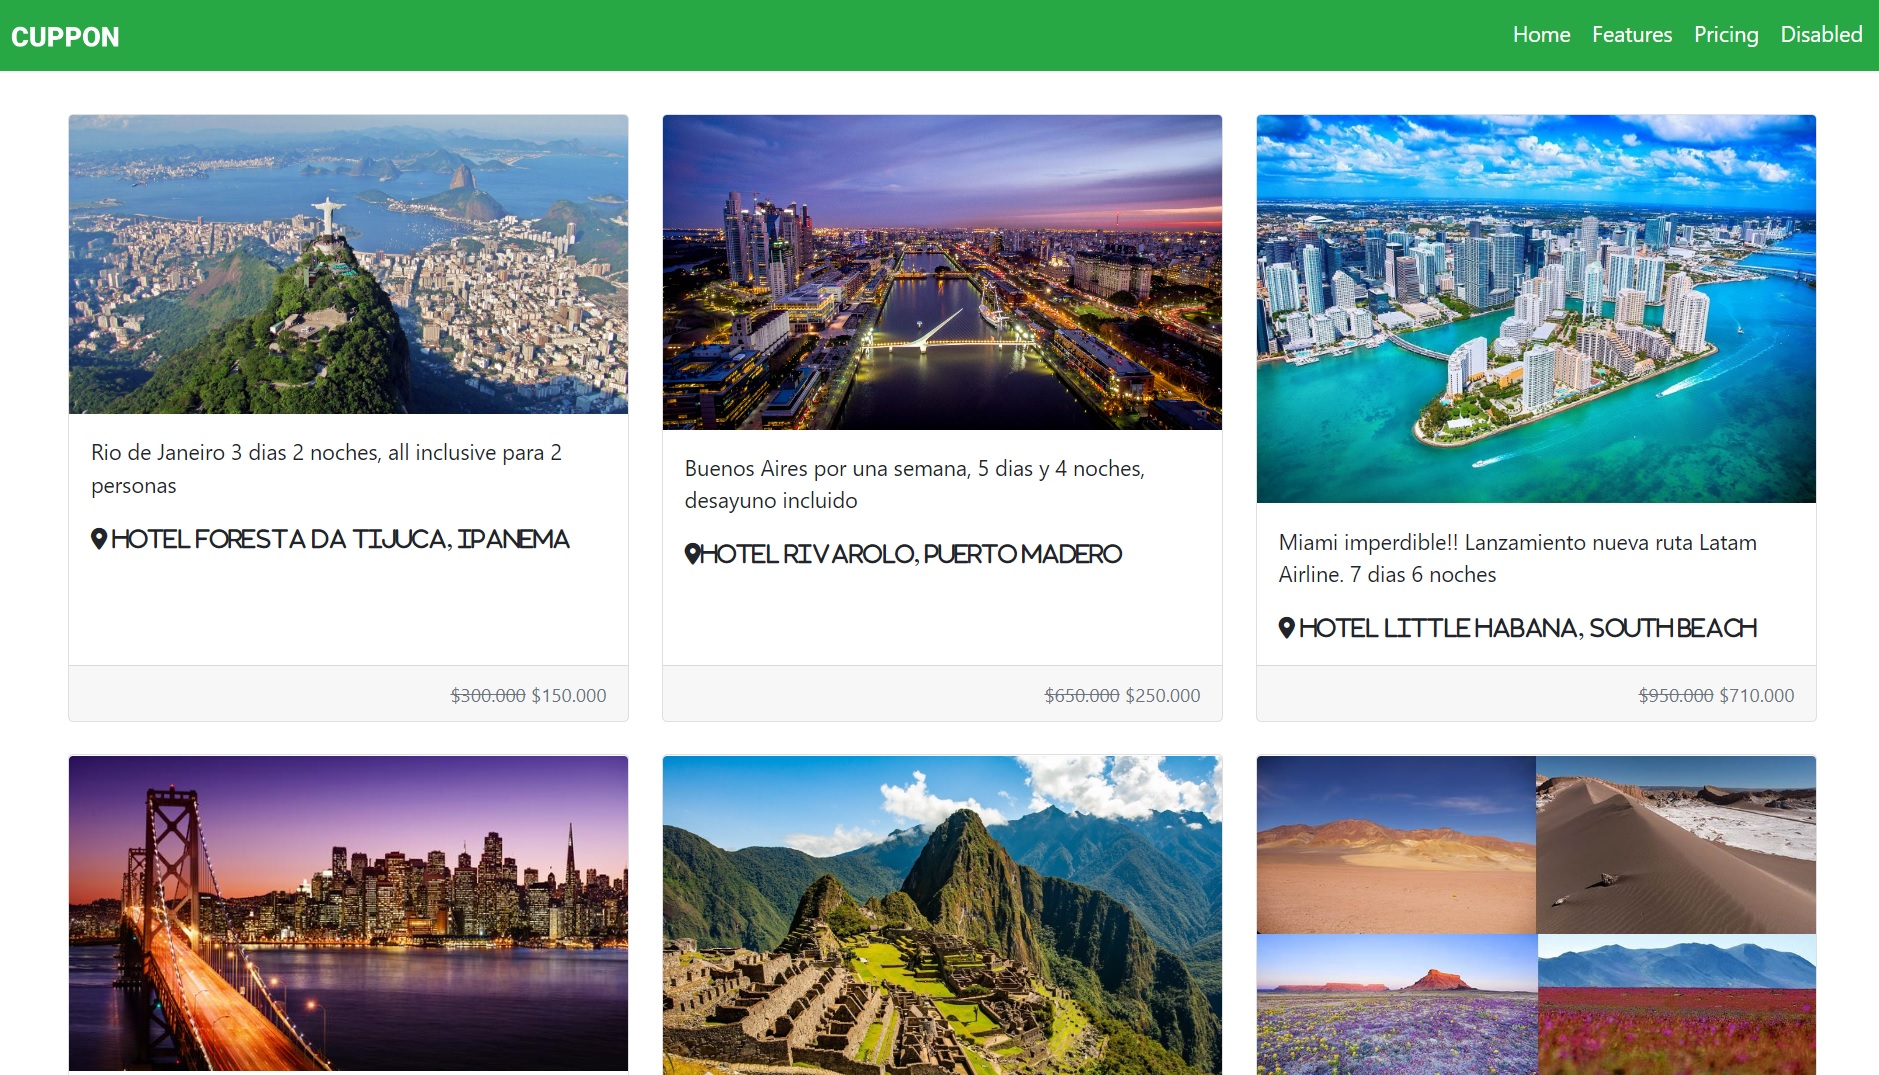 CUPPON
Home Features Pricing Disabled
Rio de Janeiro 3 dias 2 noches, all inclusive para 2
personas
HOTEL FORESTA DA TIJUCA, IPANEMA
$300.000 $150.000
Buenos Aires por una semana, 5 dias y 4 noches,
desayuno incluido
HOTEL RIVAROLO, PUERTO MADERO
$650.000 $250.000
Miami imperdible!! Lanzamiento nueva ruta Latam
Airline. 7 dias 6 noches
HOTEL LITTLE HABANA, SOUTH BEACH
$950.000 $710.000